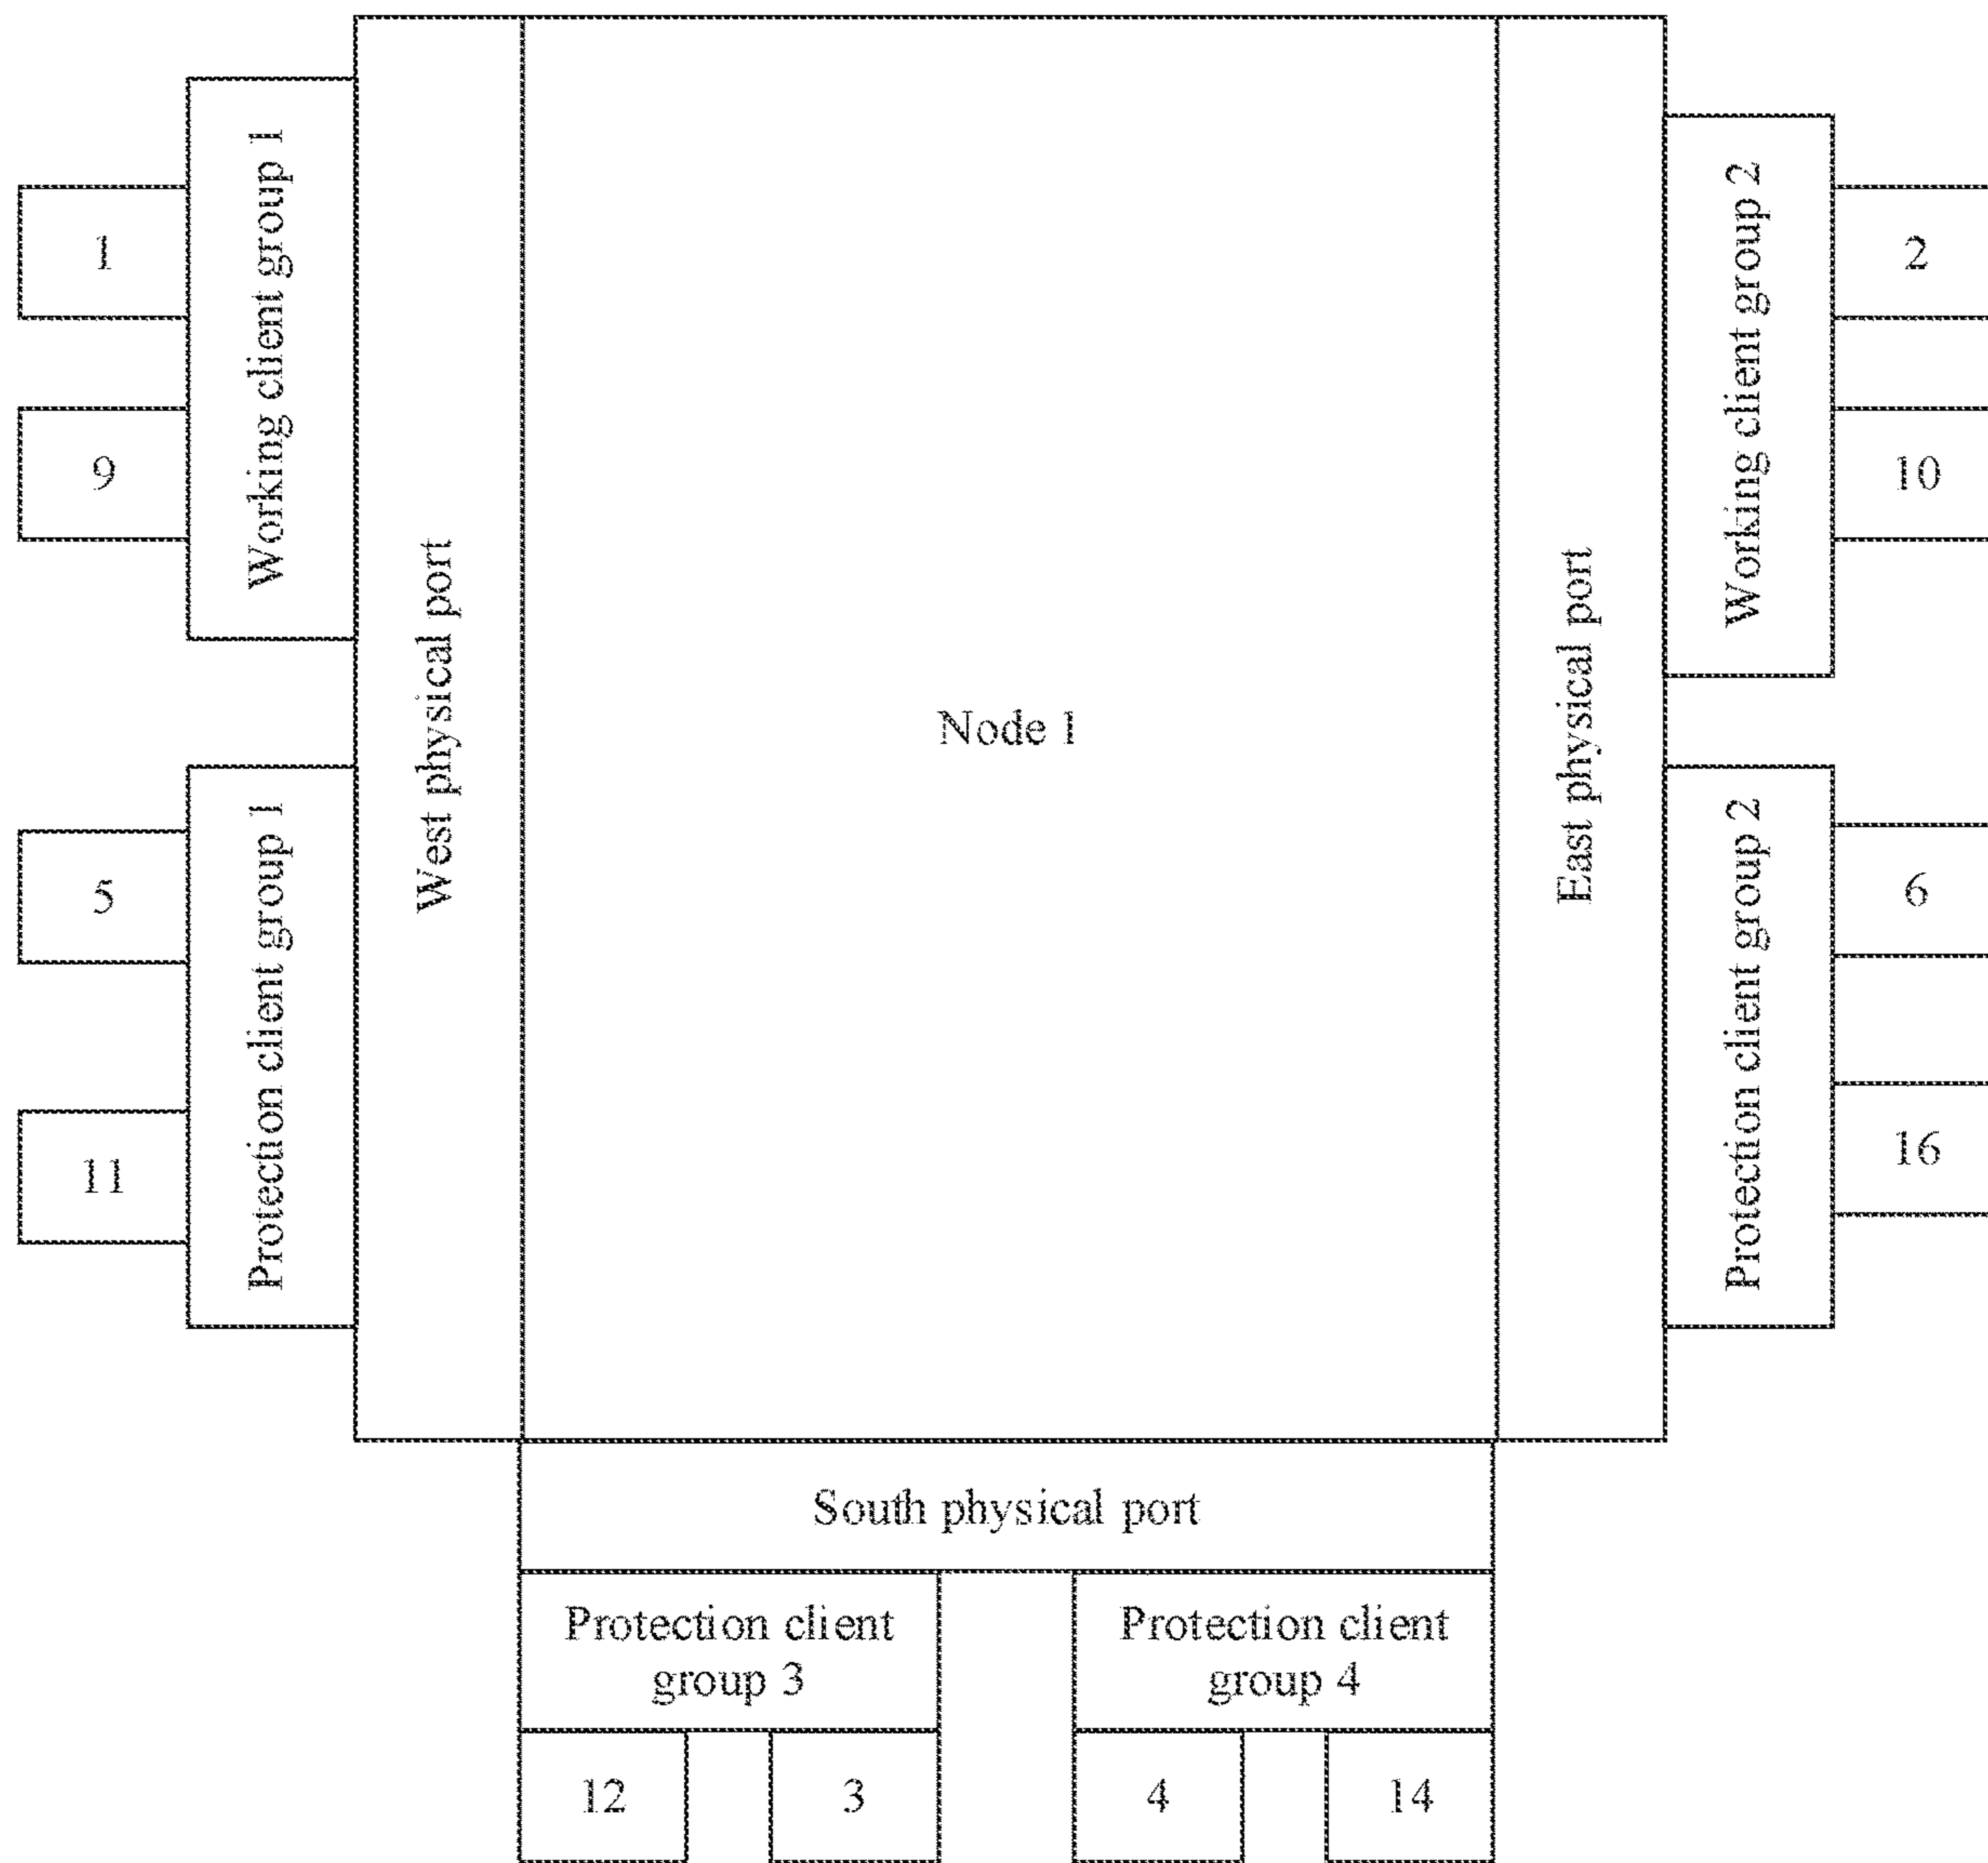 Working client group 1
1
9
West physical port
Protection client group 1
5
11
Node 1
East physical port
Working client group 2
2
10
Protection client group 2
6
16
South physical port
Protection client
group 3
12
3
Protection client
group 4
4
14